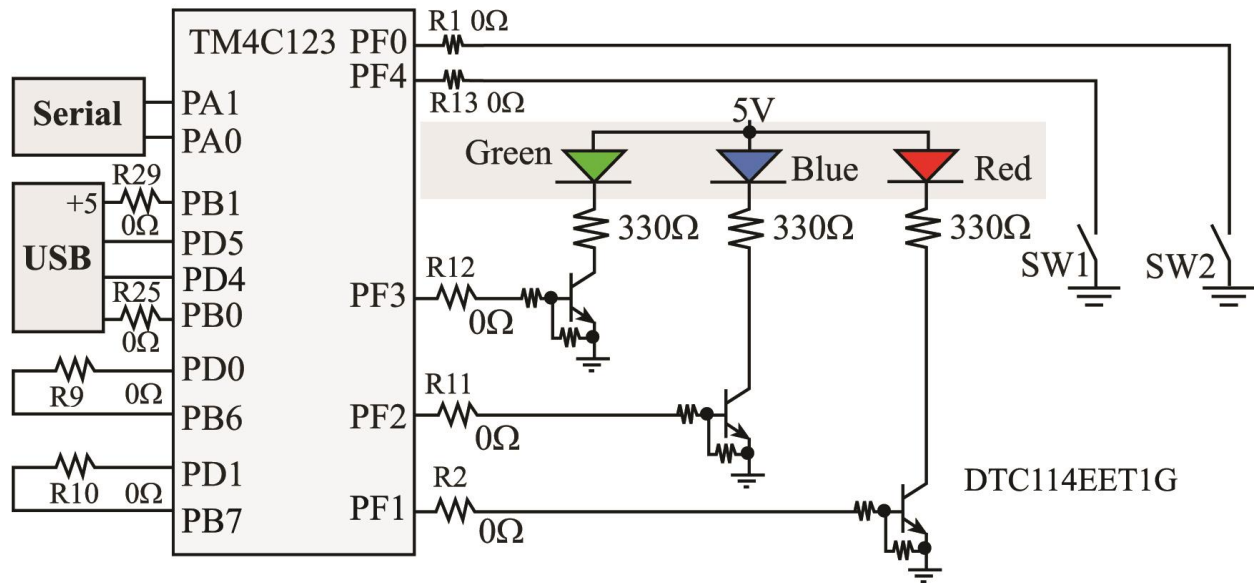 TM4C123
PF0
R1 0Ω
PF4
R13 0Ω
Serial
PA1
PA0
5V
Green
Blue
Red
R29
+5
0Ω
PB1
USB
PD5
PD4
R25
0Ω
PB0
330Ω
330Ω
330Ω
SW1
SW2
PF3
R12
0Ω
R9
0Ω
PD0
PB6
PF2
R11
0Ω
R10
0Ω
PD1
PB7
PF1
R2
0Ω
DTC114EET1G